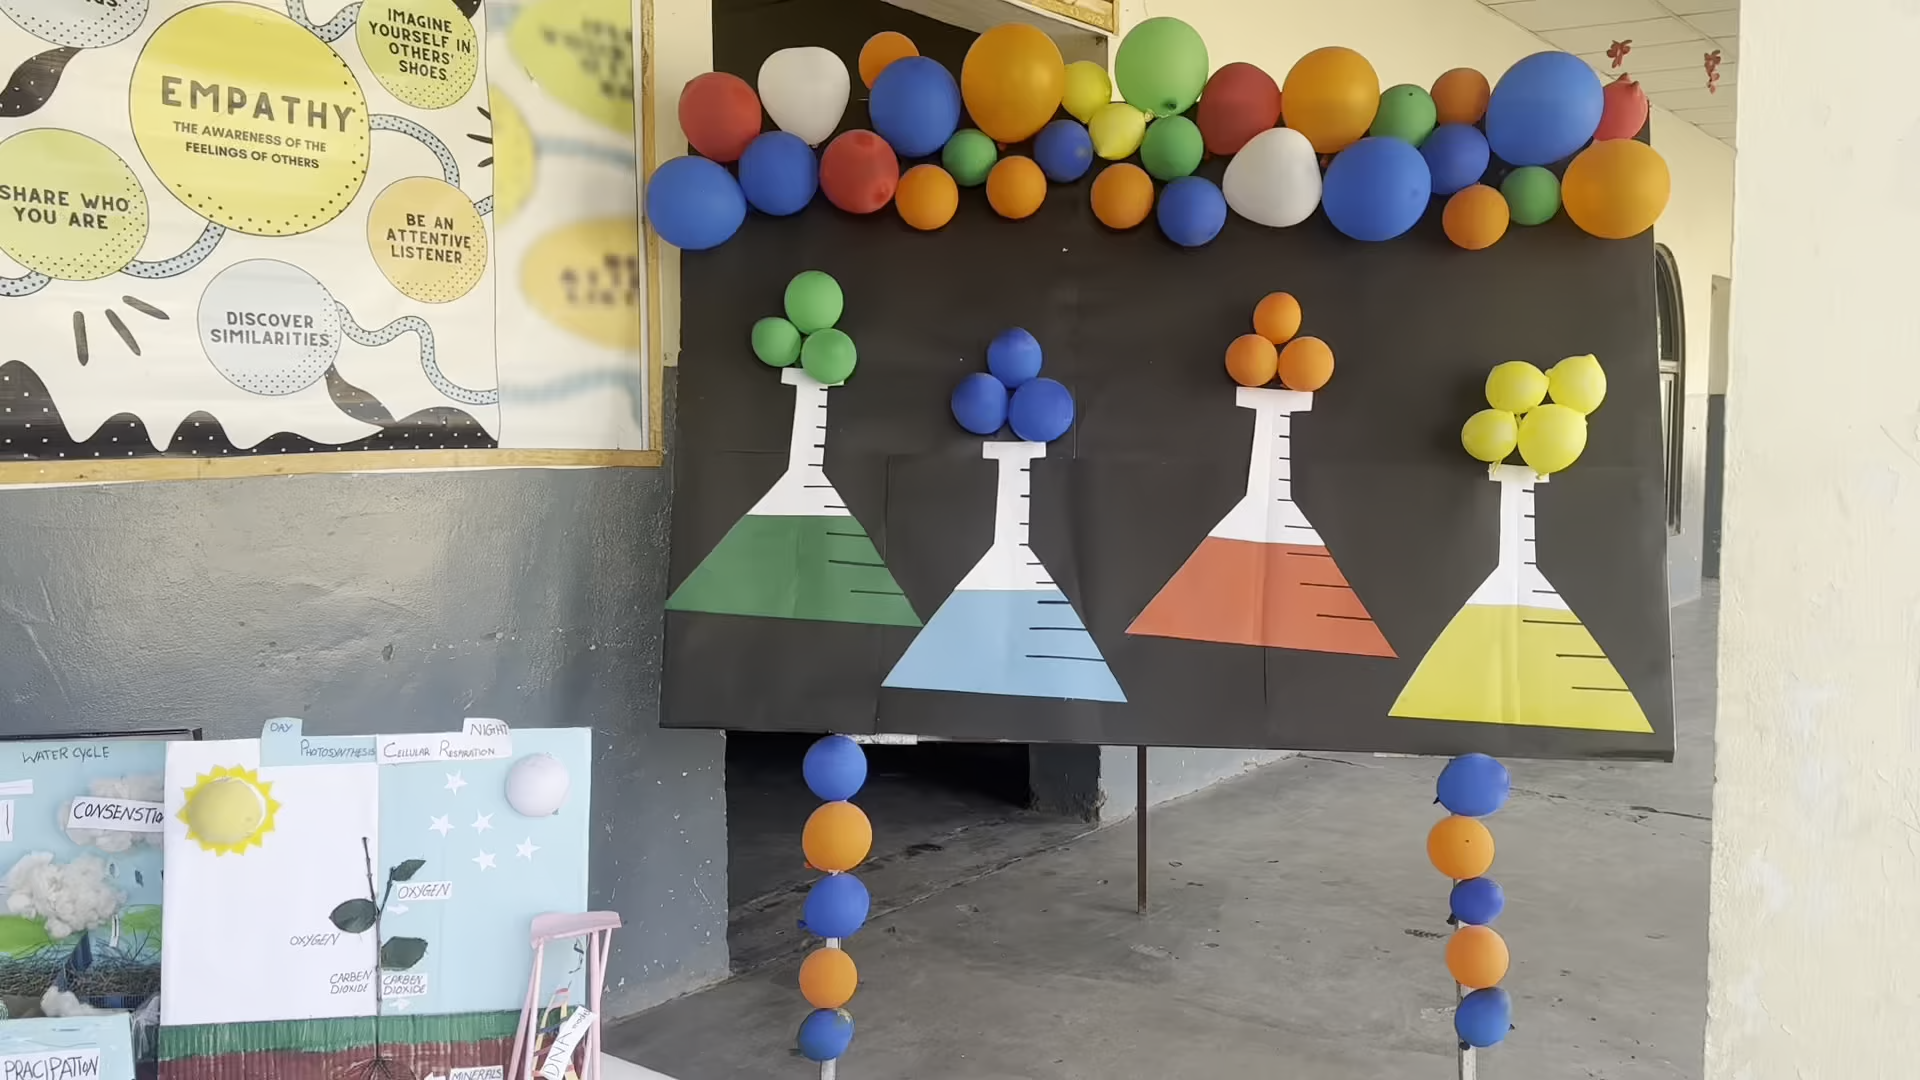 EMPATHY
THE AWARENESS OF THE
FEELINGS OF OTHERS
IMAGINE
YOURSELF IN
OTHERS'
SHOES
SHARE WHO
YOU ARE
BE AN
ATTENTIVE
LISTENER
DISCOVER
SIMILARITIES
WATER CYCLE
CONSENSTIO
PRACIPATION
DAY
PHOTOSYNTHESIS
NIGHT
CELLULAR RESPIRATION
OXYGEN
OXYGEN
CARBEN
DIOXIDE
CARBEN
DIOXIDE
MINERALS
DNA model